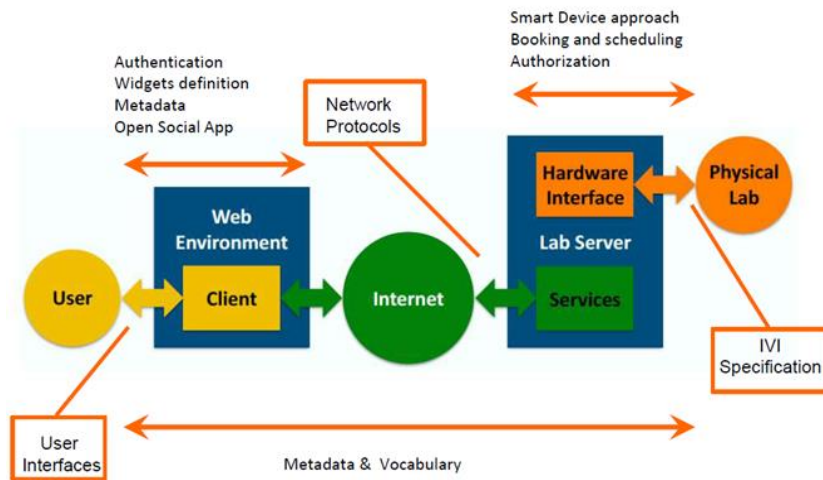 Smart Device approach
Booking and scheduling
Authorization
Authentication
Widgets definition
Metadata
Open Social App
Network
Protocols
Hardware
Interface
Physical
Lab
Web
Environment
Lab Server
User
Client
Internet
Services
IVI
Specification
User
Interfaces
Metadata & Vocabulary